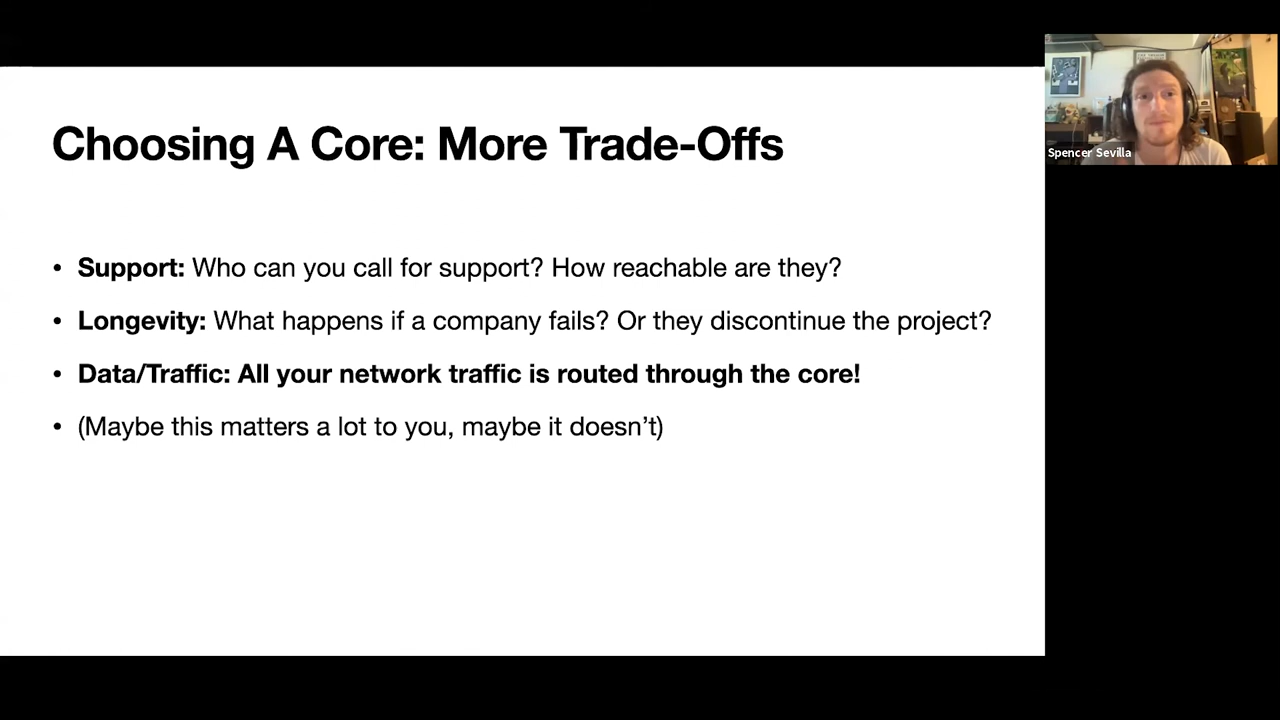 Choosing A Core: More Trade-Offs
• Support: Who can you call for support? How reachable are they?
• Longevity: What happens if a company fails? Or they discontinue the project?
• Data/Traffic: All your network traffic is routed through the core!
• (Maybe this matters a lot to you, maybe it doesn’t)
Spencer Sevilla